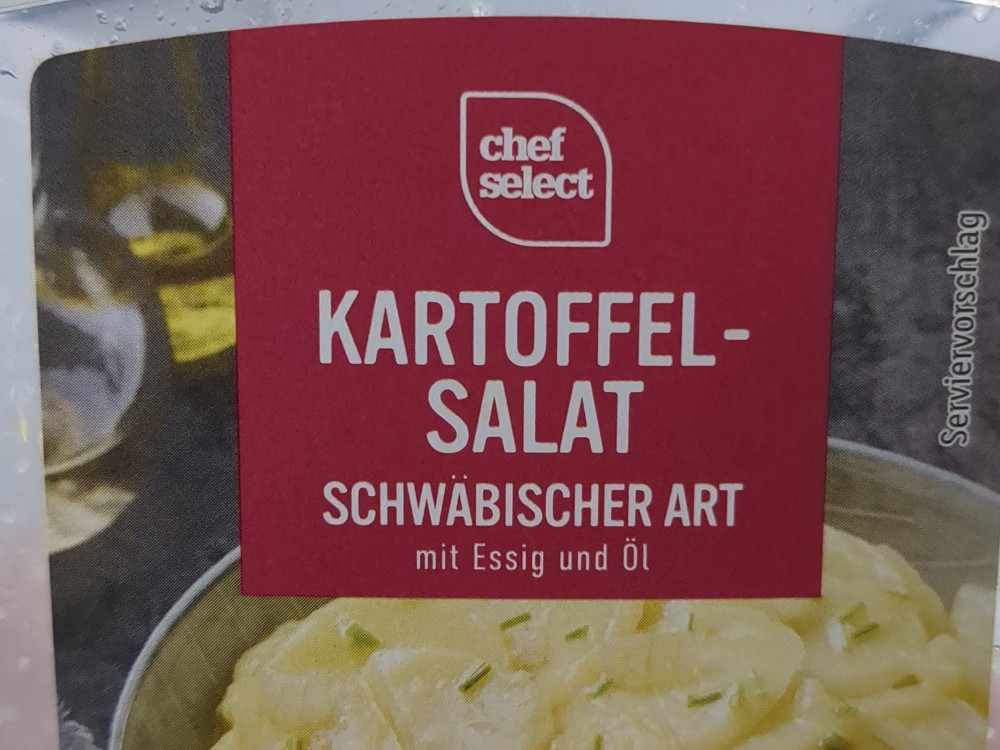 chef
select
KARTOFFEL-
SALAT
SCHWÄBISCHER ART
mit Essig und Öl
Serviervorschlag